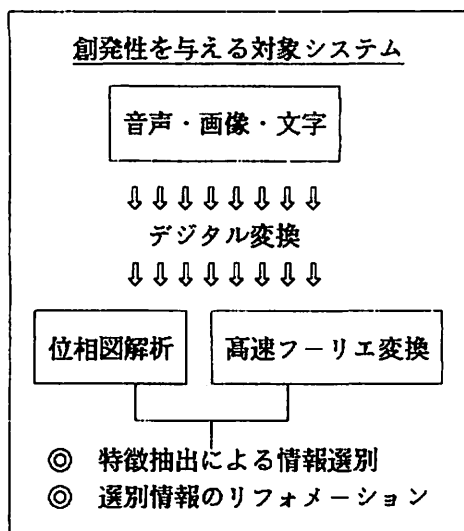 創発性を与える対象システム
音声・画像・文字
⇩⇩⇩⇩⇩⇩⇩⇩
デジタル変換
⇩⇩⇩⇩⇩⇩⇩⇩
位相図解析 高速フーリエ変換
◎ 特徴抽出による情報選別
◎ 選別情報のリフォメーション